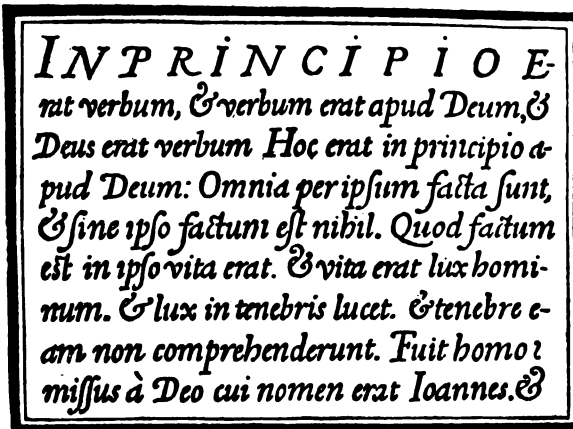 IN PRINCIPIO E-
rat verbum, & verbum erat apud Deum, &
Deus erat verbum Hoc erat in principio a-
pud Deum: Omnia per ipſum facta ſunt,
& ſine ipſo factum eſt nihil. Quod factum
eſt in ipſo vita erat. & vita erat lux homi-
num. & lux in tenebris lucet. & tenebre e-
am non comprehenderunt. Fuit homo
miſſus à Deo cui nomen erat Ioannes. &